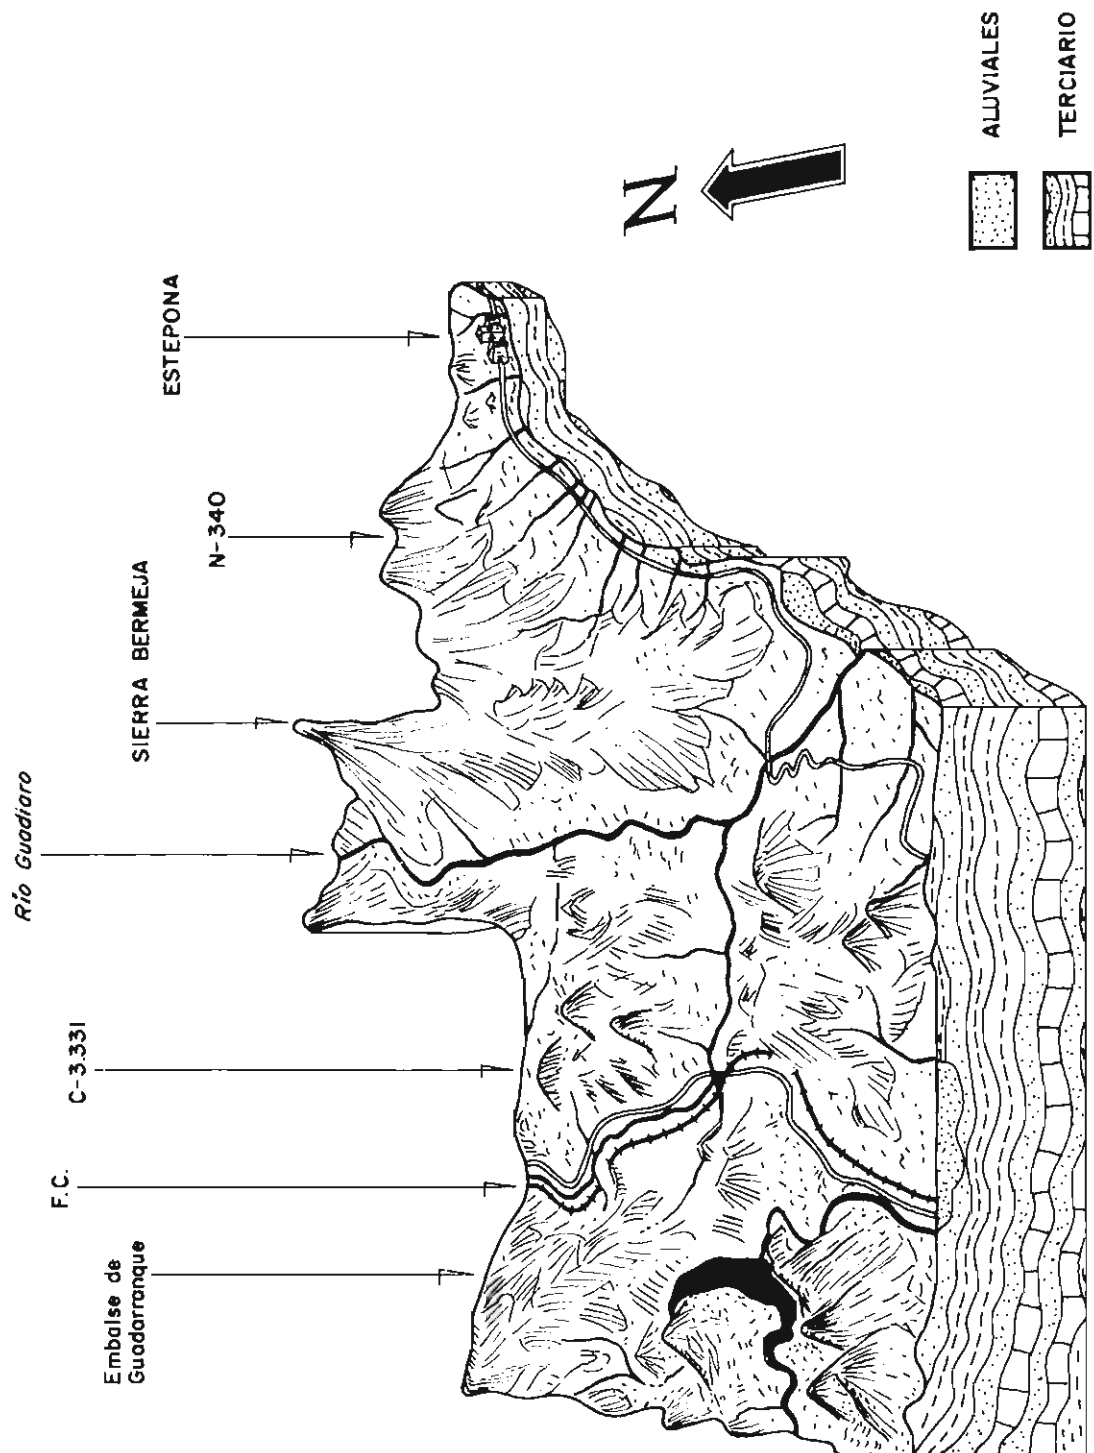 Embalse de
Guadarranque
F.C.
C-3.331
Río Guadiaro
SIERRA BERMEJA
N-340
ESTEPONA
N
ALUVIALES
TERCIARIO